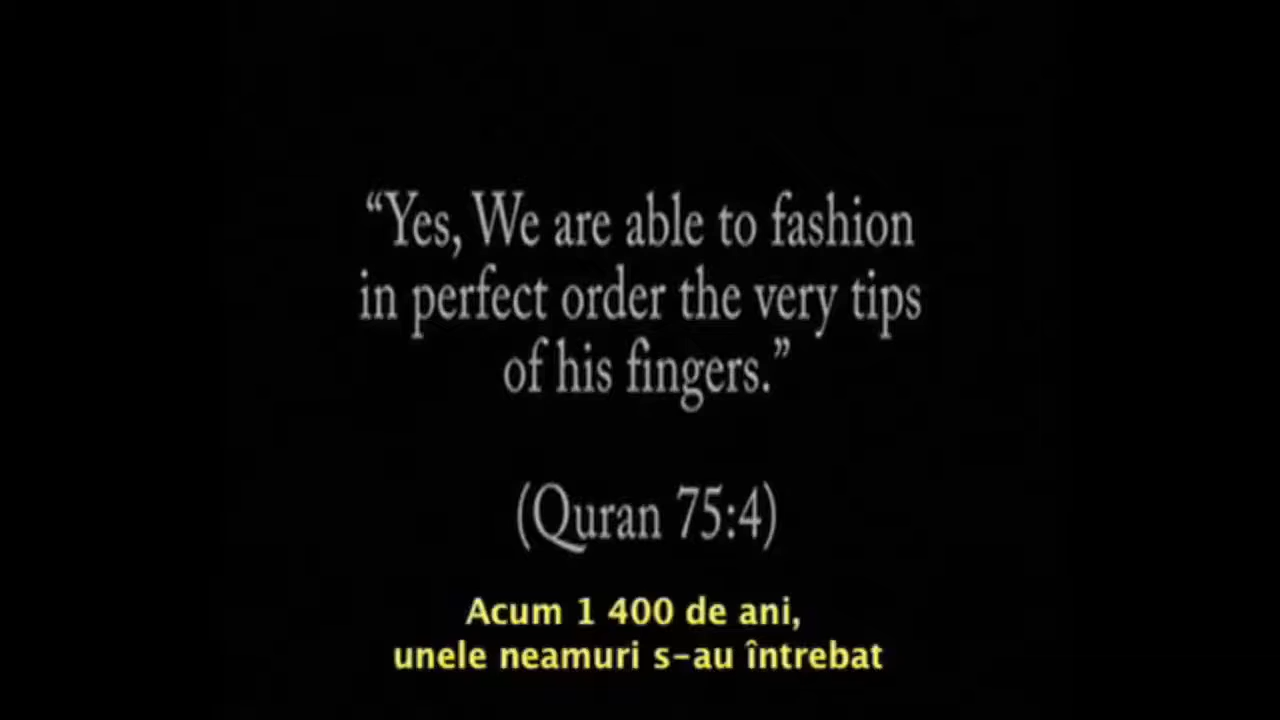 “Yes, We are able to fashion
in perfect order the very tips
of his fingers.”
(Quran 75:4)
Acum 1 400 de ani,
unele neamuri s-au întrebat